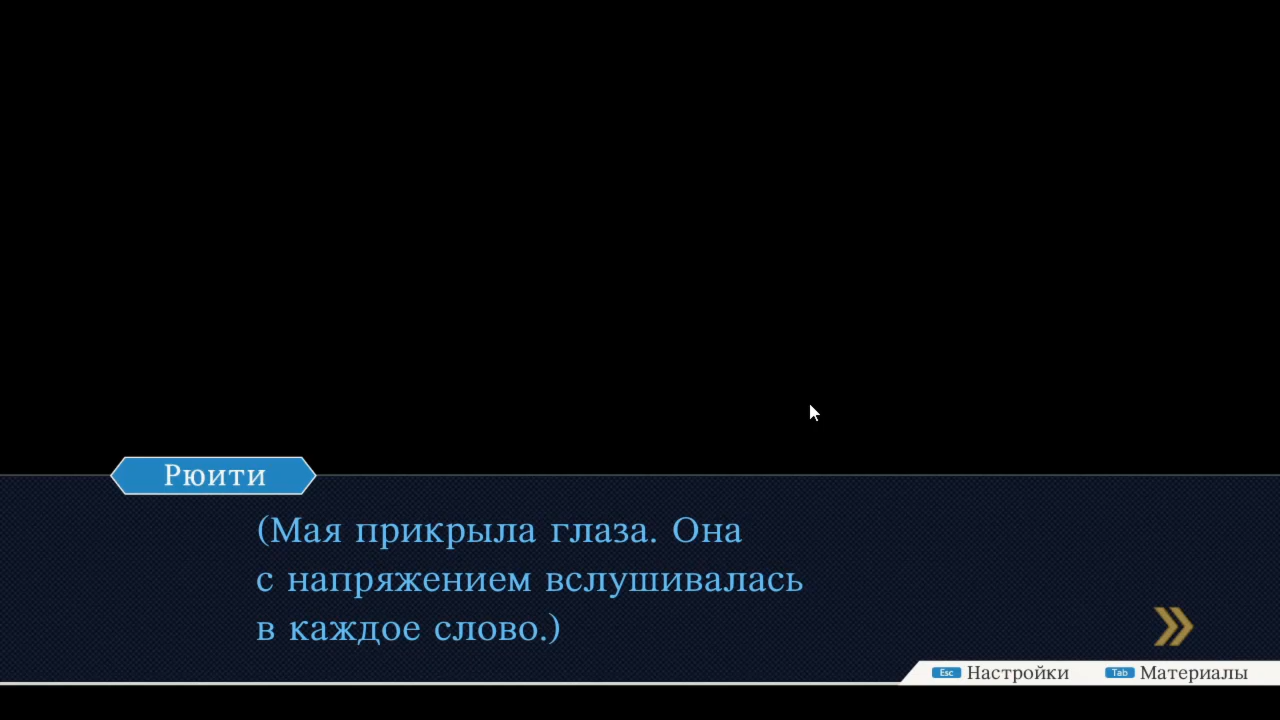 Рюити
(Мая прикрыла глаза. Она
с напряжением вслушивалась
в каждое слово.)
Esc Настройки Tab Материалы